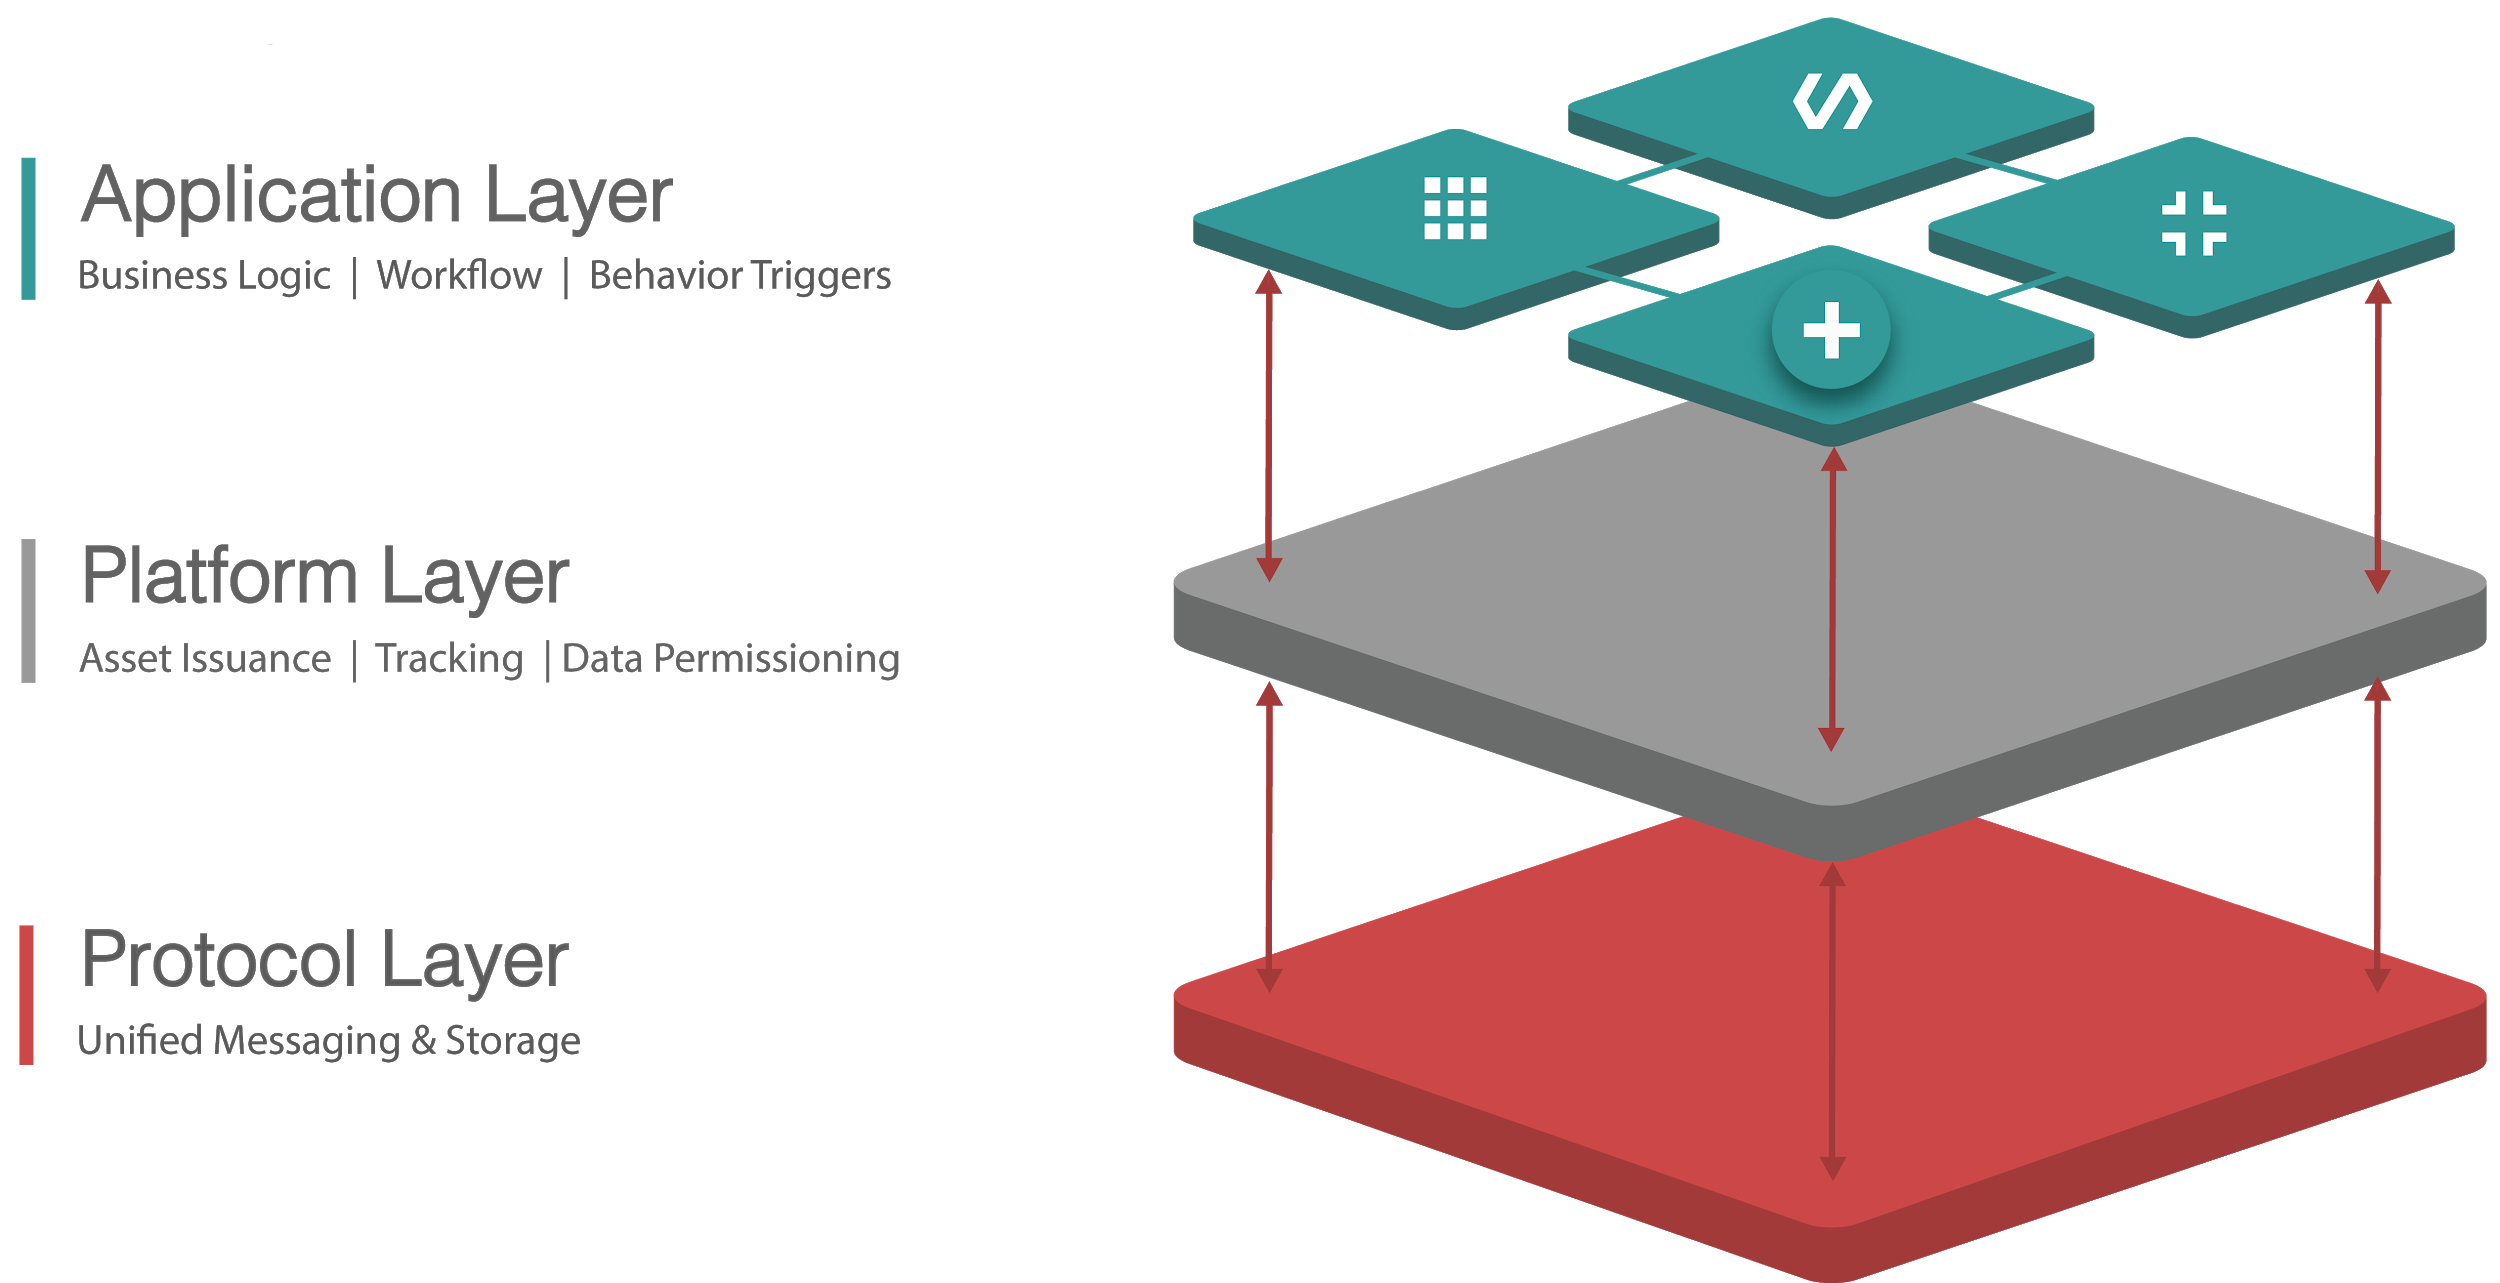 Application Layer
Business Logic | Workflow | Behavior Triggers
Platform Layer
Asset Issuance | Tracking | Data Permissioning
Protocol Layer
Unified Messaging & Storage